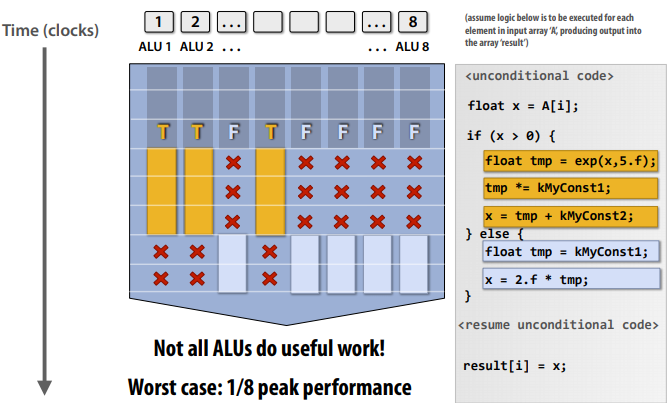 1 2 ... ... 8
Time (clocks)
ALU 1 ALU 2 ... ... ALU 8
(assume logic below is to be executed for each
element in input array ‘A’, producing output into
the array ‘result’)
<unconditional code>
float x = A[i];
T T F T F F F F
if (x > 0) {
float tmp = exp(x,5.f);
tmp *= kMyConst1;
x = tmp + kMyConst2;
} else {
float tmp = kMyConst1;
x = 2.f * tmp;
}
<resume unconditional code>
result[i] = x;
Not all ALUs do useful work!
Worst case: 1/8 peak performance